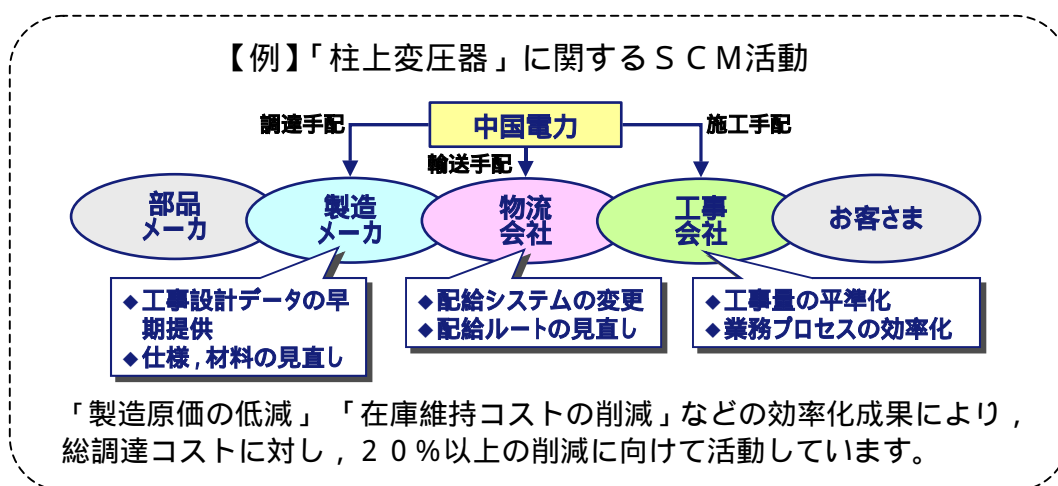 【例】「柱上変圧器」に関するＳＣＭ活動
中国電力
調達手配
輸送手配
施工手配
部品
メーカ
製造
メーカ
物流
会社
工事
会社
お客さま
◆工事設計データの早
期提供
◆仕様，材料の見直し
◆配給システムの変更
◆配給ルートの見直し
◆工事量の平準化
◆業務プロセスの効率化
「製造原価の低減」「在庫維持コストの削減」などの効率化成果により，
総調達コストに対し，２０％以上の削減に向けて活動しています。